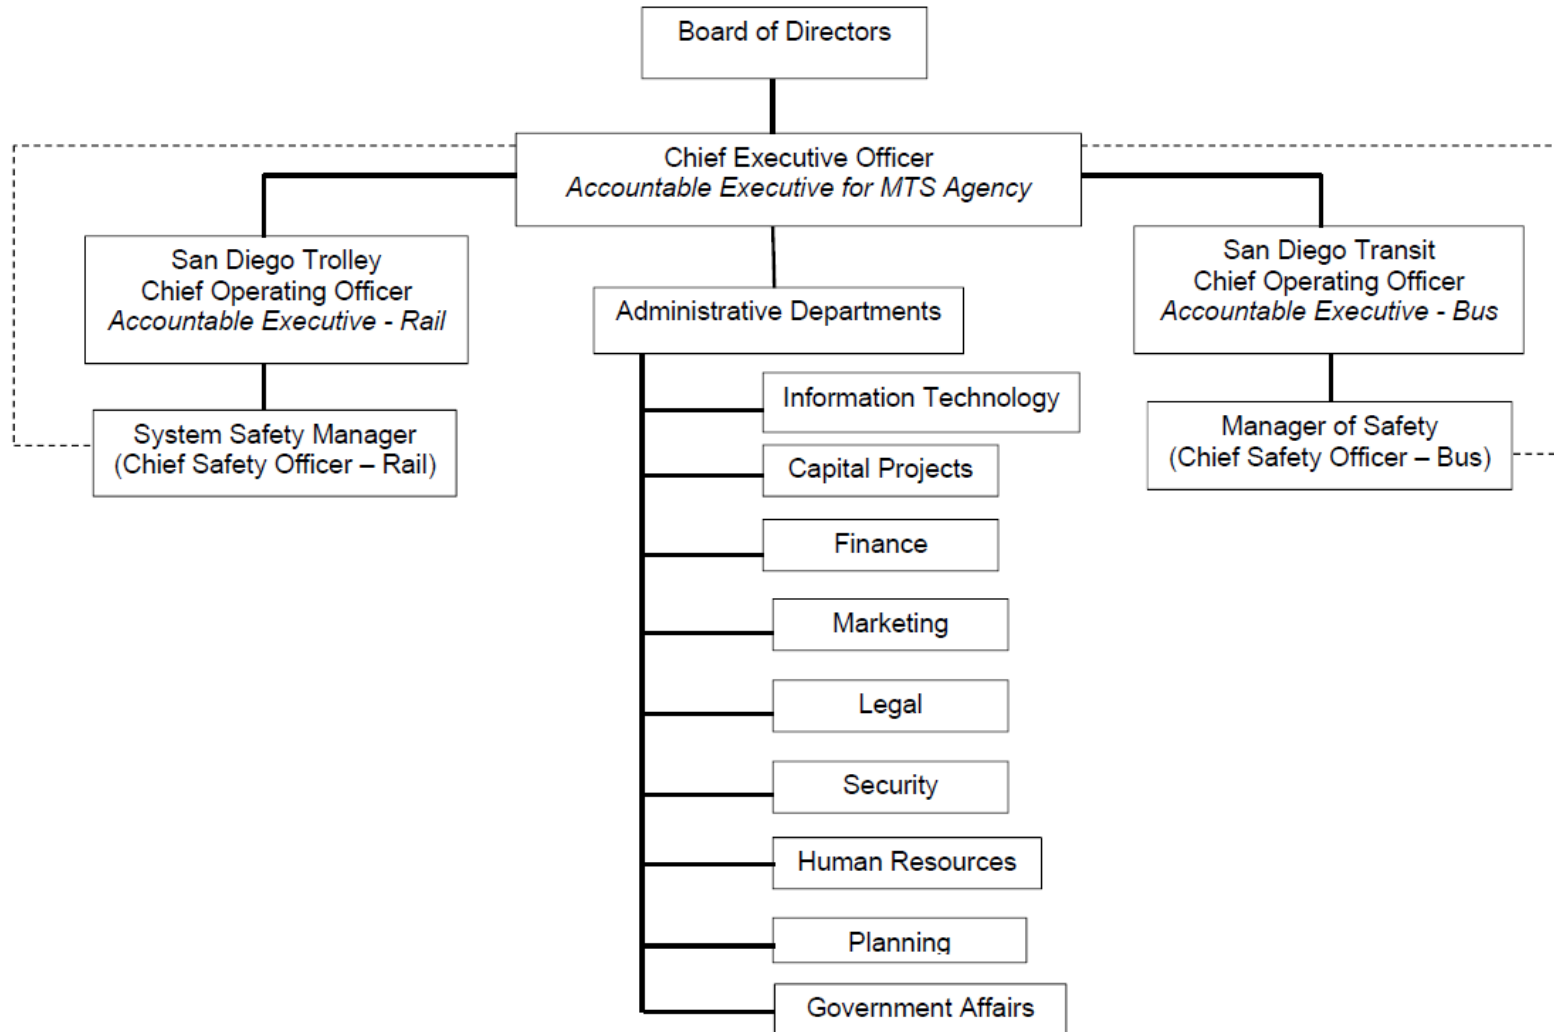 Board of Directors
Chief Executive Officer
Accountable Executive for MTS Agency
San Diego Trolley
Chief Operating Officer
Accountable Executive - Rail
Administrative Departments
San Diego Transit
Chief Operating Officer
Accountable Executive - Bus
System Safety Manager
(Chief Safety Officer – Rail)
Manager of Safety
(Chief Safety Officer – Bus)
Information Technology
Capital Projects
Finance
Marketing
Legal
Security
Human Resources
Planning
Government Affairs